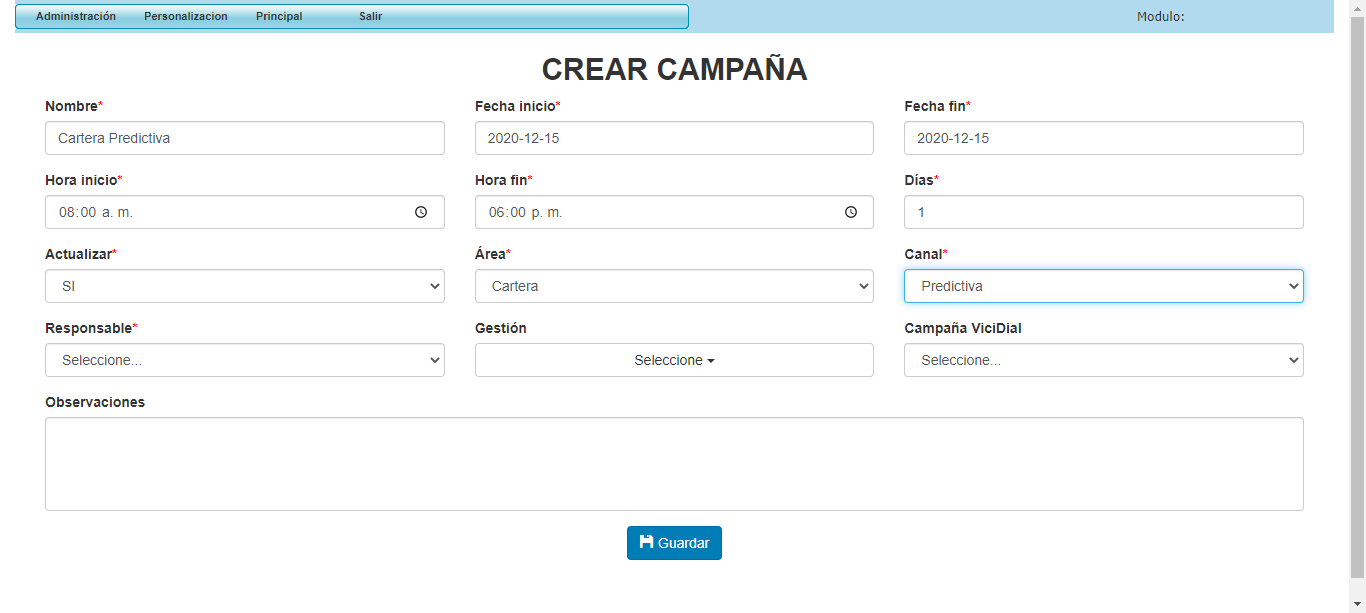 Administración Personalizacion Principal Salir Modulo:
CREAR CAMPAÑA
Nombre* Fecha inicio* Fecha fin*
Cartera Predictiva 2020-12-15 2020-12-15
Hora inicio* Hora fin* Días*
08:00 a. m. 06:00 p. m. 1
Actualizar* Área* Canal*
SI Cartera Predictiva
Responsable* Gestión Campaña ViciDial
Seleccione... Seleccione Seleccione...
Observaciones
Guardar